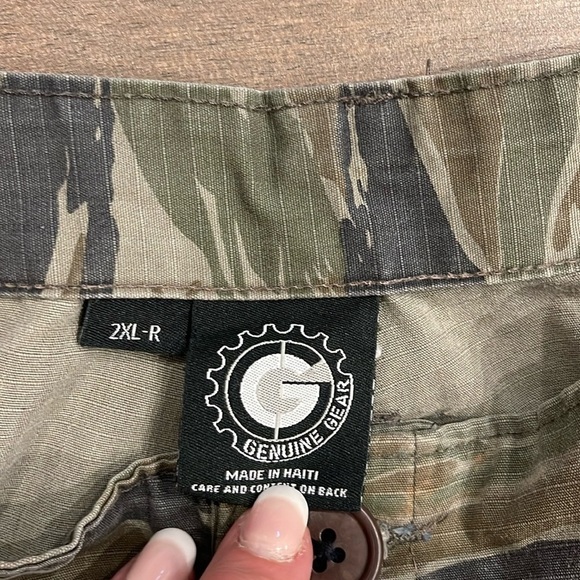 2XL-R
G
GENUINE GEAR
MADE IN HAITI
CARE AND CONTENT ON BACK